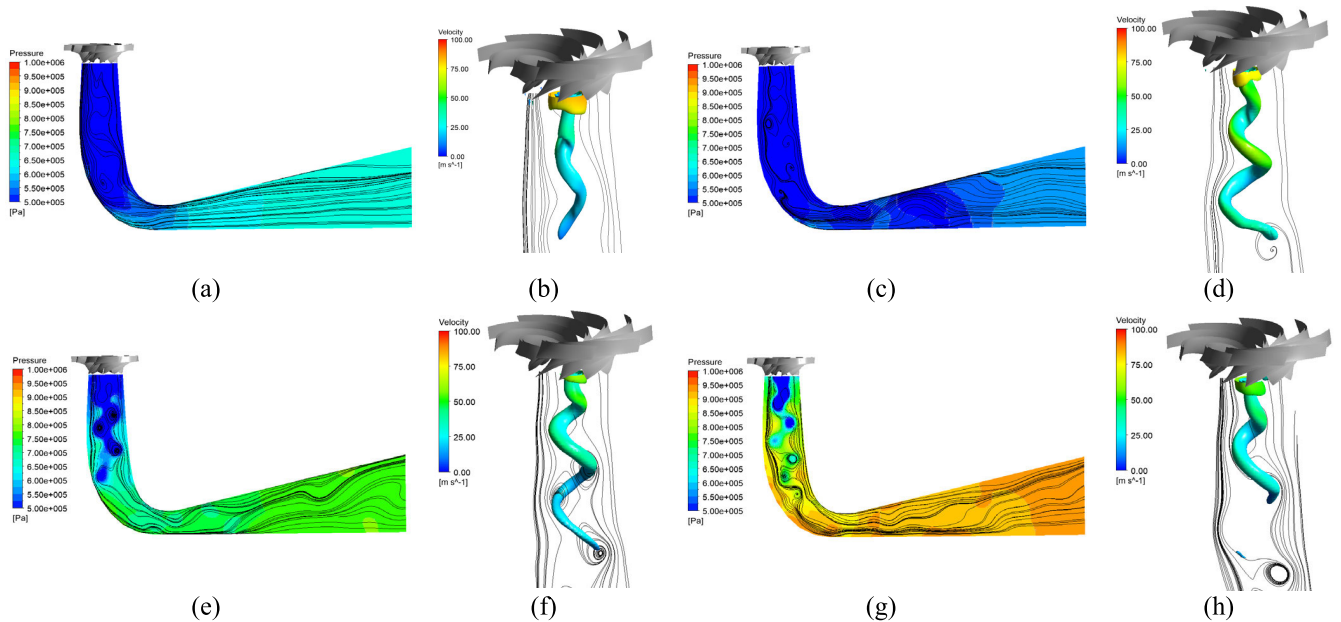 Pressure
1.00e+006
9.50e+005
9.00e+005
8.50e+005
8.00e+005
7.50e+005
7.00e+005
6.50e+005
6.00e+005
5.50e+005
5.00e+005
[Pa]
(a)
Velocity
100.00
75.00
50.00
25.00
0.00
[m s^-1]
(b)
Pressure
1.00e+006
9.50e+005
9.00e+005
8.50e+005
8.00e+005
7.50e+005
7.00e+005
6.50e+005
6.00e+005
5.50e+005
5.00e+005
[Pa]
(c)
Velocity
100.00
75.00
50.00
25.00
0.00
[m s^-1]
(d)
Pressure
1.00e+006
9.50e+005
9.00e+005
8.50e+005
8.00e+005
7.50e+005
7.00e+005
6.50e+005
6.00e+005
5.50e+005
5.00e+005
[Pa]
(e)
Velocity
100.00
75.00
50.00
25.00
0.00
[m s^-1]
(f)
Pressure
1.00e+006
9.50e+005
9.00e+005
8.50e+005
8.00e+005
7.50e+005
7.00e+005
6.50e+005
6.00e+005
5.50e+005
5.00e+005
[Pa]
(g)
Velocity
100.00
75.00
50.00
25.00
0.00
[m s^-1]
(h)